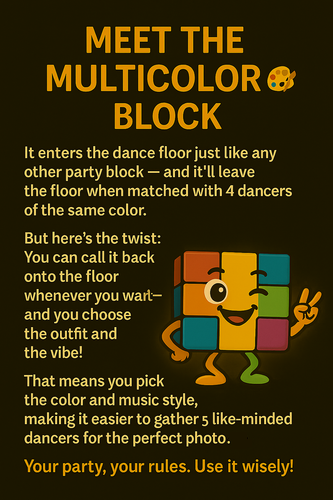 MEET THE
MULTICOLOR
BLOCK
It enters the dance floor just like any
other party block — and it'll leave
the floor when matched with 4 dancers
of the same color.
But here's the twist:
You can call it back
onto the floor
whenever you want—
and you choose
the outfit and
the vibe!
That means you pick
the color and music style,
making it easier to gather 5 like-minded
dancers for the perfect photo.
Your party, your rules. Use it wisely!